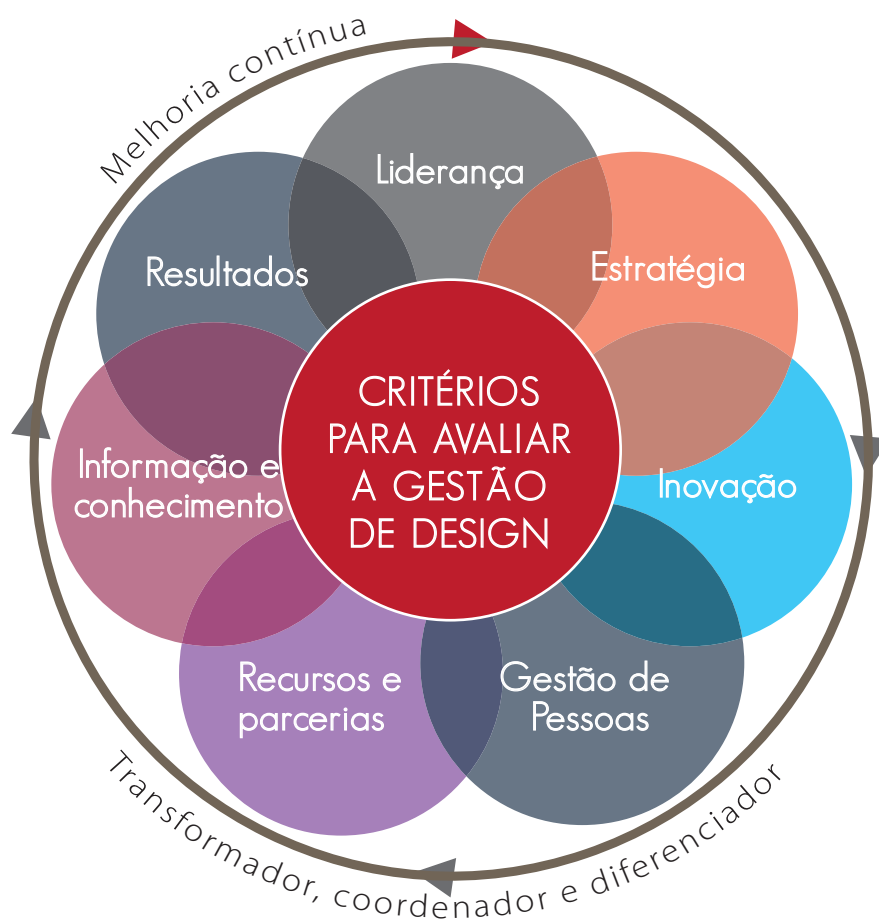 Melhoria contínua
Liderança
Estratégia
Resultados
CRITÉRIOS
PARA AVALIAR
A GESTÃO
DE DESIGN
Informação e
conhecimento
Inovação
Recursos e
parcerias
Gestão de
Pessoas
Transformador, coordenador e diferenciador